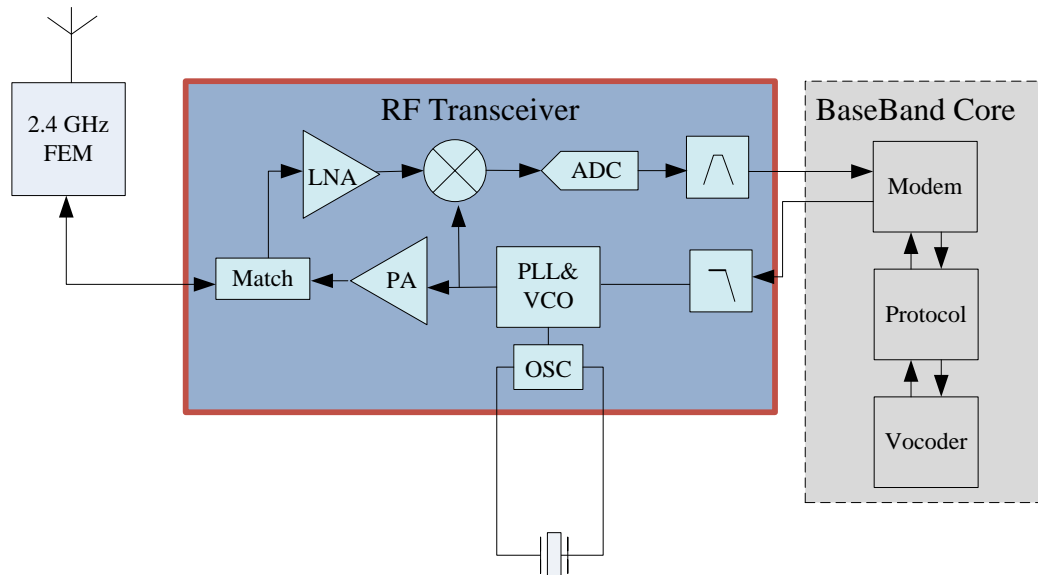 2.4 GHz
FEM
RF Transceiver
LNA
ADC
Match
PA
PLL&
VCO
OSC
BaseBand Core
Modem
Protocol
Vocoder